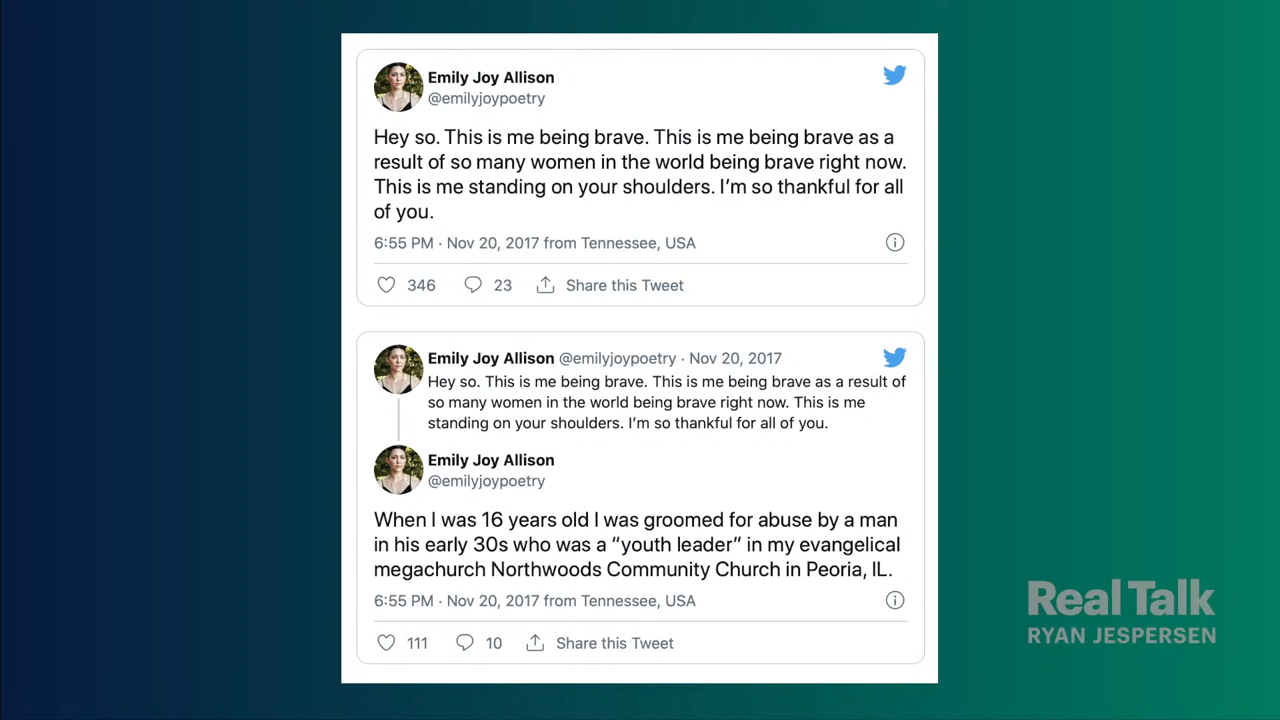 Emily Joy Allison
@emilyjoypoetry
Hey so. This is me being brave. This is me being brave as a
result of so many women in the world being brave right now.
This is me standing on your shoulders. I’m so thankful for all
of you.
6:55 PM · Nov 20, 2017 from Tennessee, USA
346 23 Share this Tweet
Emily Joy Allison @emilyjoypoetry · Nov 20, 2017
Hey so. This is me being brave. This is me being brave as a result of
so many women in the world being brave right now. This is me
standing on your shoulders. I’m so thankful for all of you.
Emily Joy Allison
@emilyjoypoetry
When I was 16 years old I was groomed for abuse by a man
in his early 30s who was a “youth leader” in my evangelical
megachurch Northwoods Community Church in Peoria, IL.
6:55 PM · Nov 20, 2017 from Tennessee, USA
111 10 Share this Tweet
Real Talk
RYAN JESPERSEN